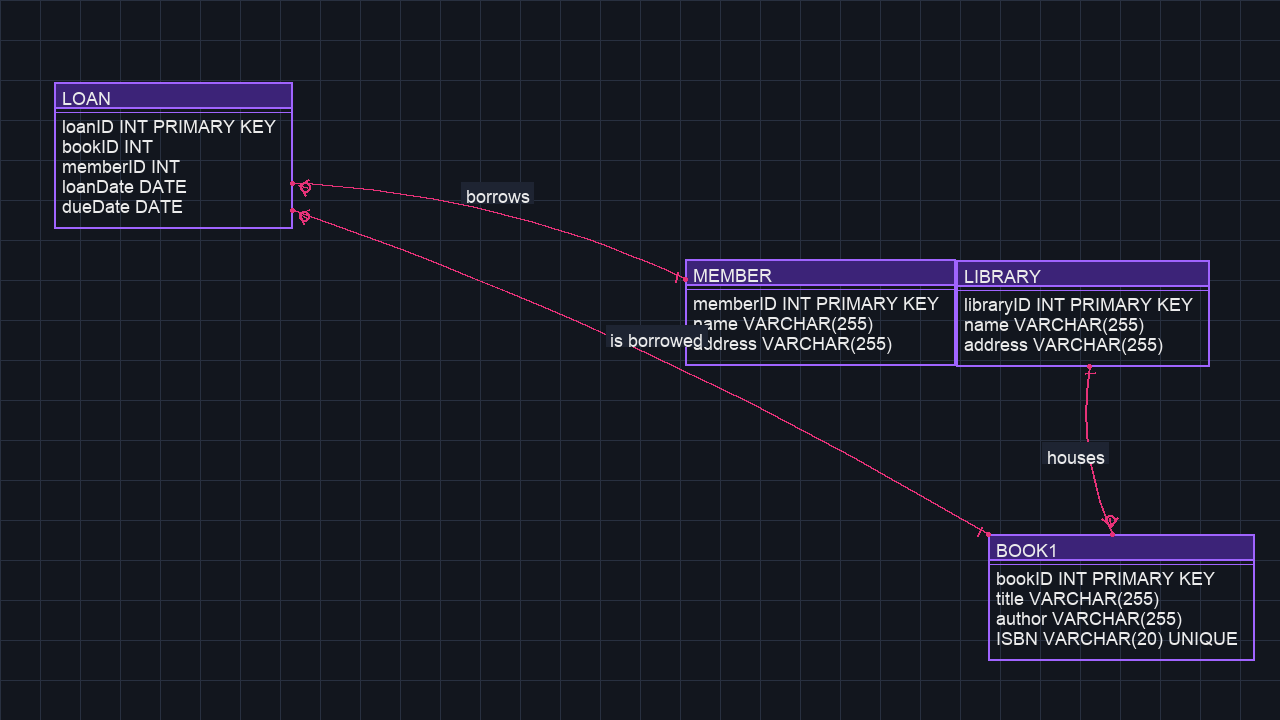 LOAN
loanID INT PRIMARY KEY
bookID INT
memberID INT
loanDate DATE
dueDate DATE
borrows
MEMBER
memberID INT PRIMARY KEY
name VARCHAR(255)
address VARCHAR(255)
LIBRARY
libraryID INT PRIMARY KEY
name VARCHAR(255)
address VARCHAR(255)
is borrowed
houses
BOOK1
bookID INT PRIMARY KEY
title VARCHAR(255)
author VARCHAR(255)
ISBN VARCHAR(20) UNIQUE